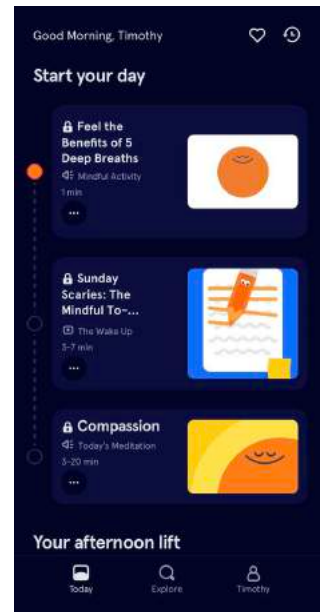 Good Morning, Timothy
Start your day
Feel the
Benefits of 5
Deep Breaths
Mindful Activity
1 min
Sunday
Scaries: The
Mindful To-...
The Wake Up
5-7 min
Compassion
Today's Meditation
3-20 min
Your afternoon lift
Today
Explore
Timothy